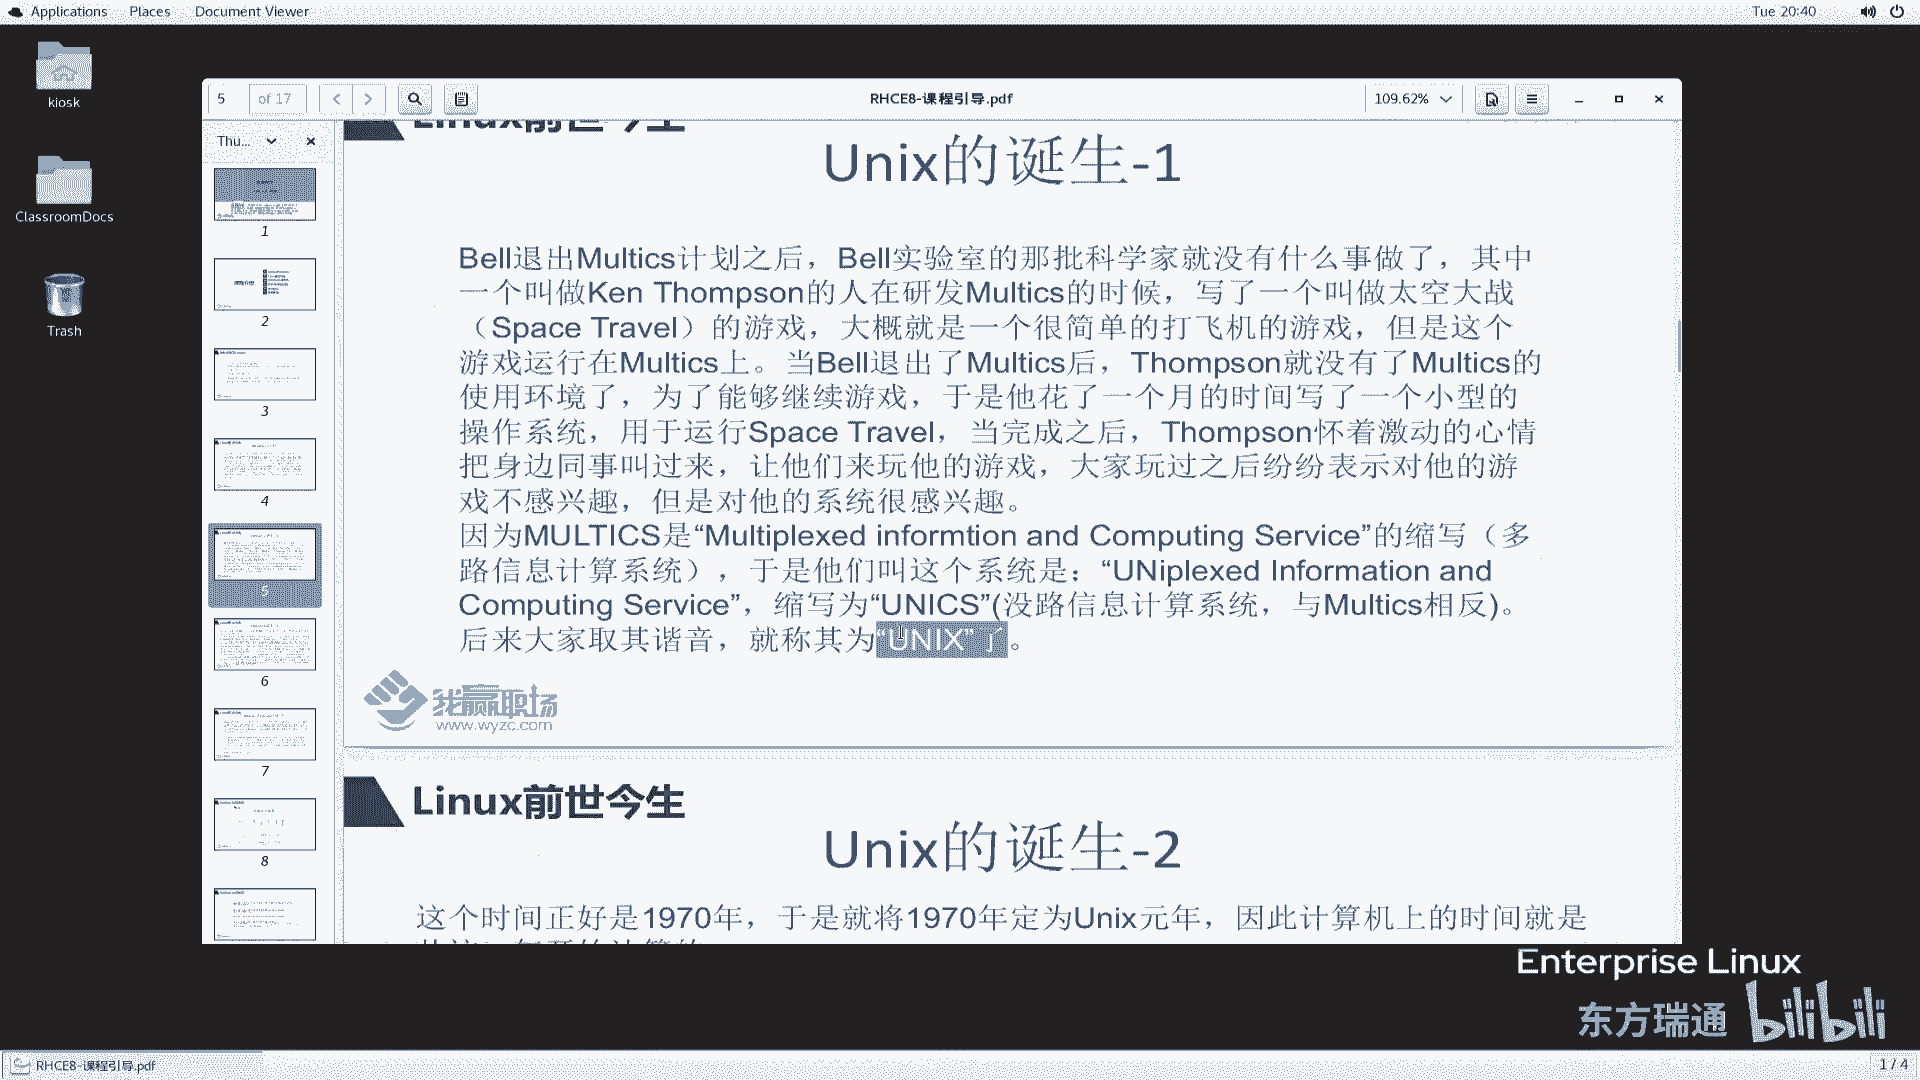 Applications Places Document Viewer
Tue 20:40
kiosk
ClassroomDocs
Trash
5 of 17
RHCE8-课程引导.pdf
109.62%
Thu...
1
2
3
4
5
6
7
8
Linux前世今生
Unix的诞生-1
Bell退出Multics计划之后，Bell实验室的那批科学家就没有什么事做了，其中
一个叫做Ken Thompson的人在研发Multics的时候，写了一个叫做太空大战
（Space Travel）的游戏，大概就是一个很简单的打飞机的游戏，但是这个
游戏运行在Multics上。当Bell退出了Multics后，Thompson就没有了Multics的
使用环境了，为了能够继续游戏，于是他花了一个月的时间写了一个小型的
操作系统，用于运行Space Travel，当完成之后，Thompson怀着激动的心情
把身边同事叫过来，让他们来玩他的游戏，大家玩过之后纷纷表示对他的游
戏不感兴趣，但是对他的系统很感兴趣。
因为MULTICS是“Multiplexed informtion and Computing Service”的缩写（多
路信息计算系统），于是他们叫这个系统是：“UNiplexed Information and
Computing Service”，缩写为“UNICS”(没路信息计算系统，与Multics相反)。
后来大家取其谐音，就称其为“UNIX”了。
我赢职场
www.wyzc.com
Linux前世今生
Unix的诞生-2
这个时间正好是1970年，于是就将1970年定为Unix元年，因此计算机上的时间就是
Enterprise Linux
东方瑞通 bilibili
RHCE8-课程引导.pdf
1 / 4